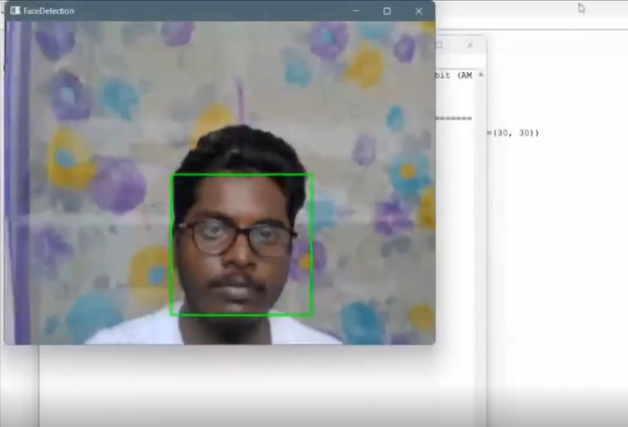 FaceDetection
bit (AM
=======
=(30, 30))